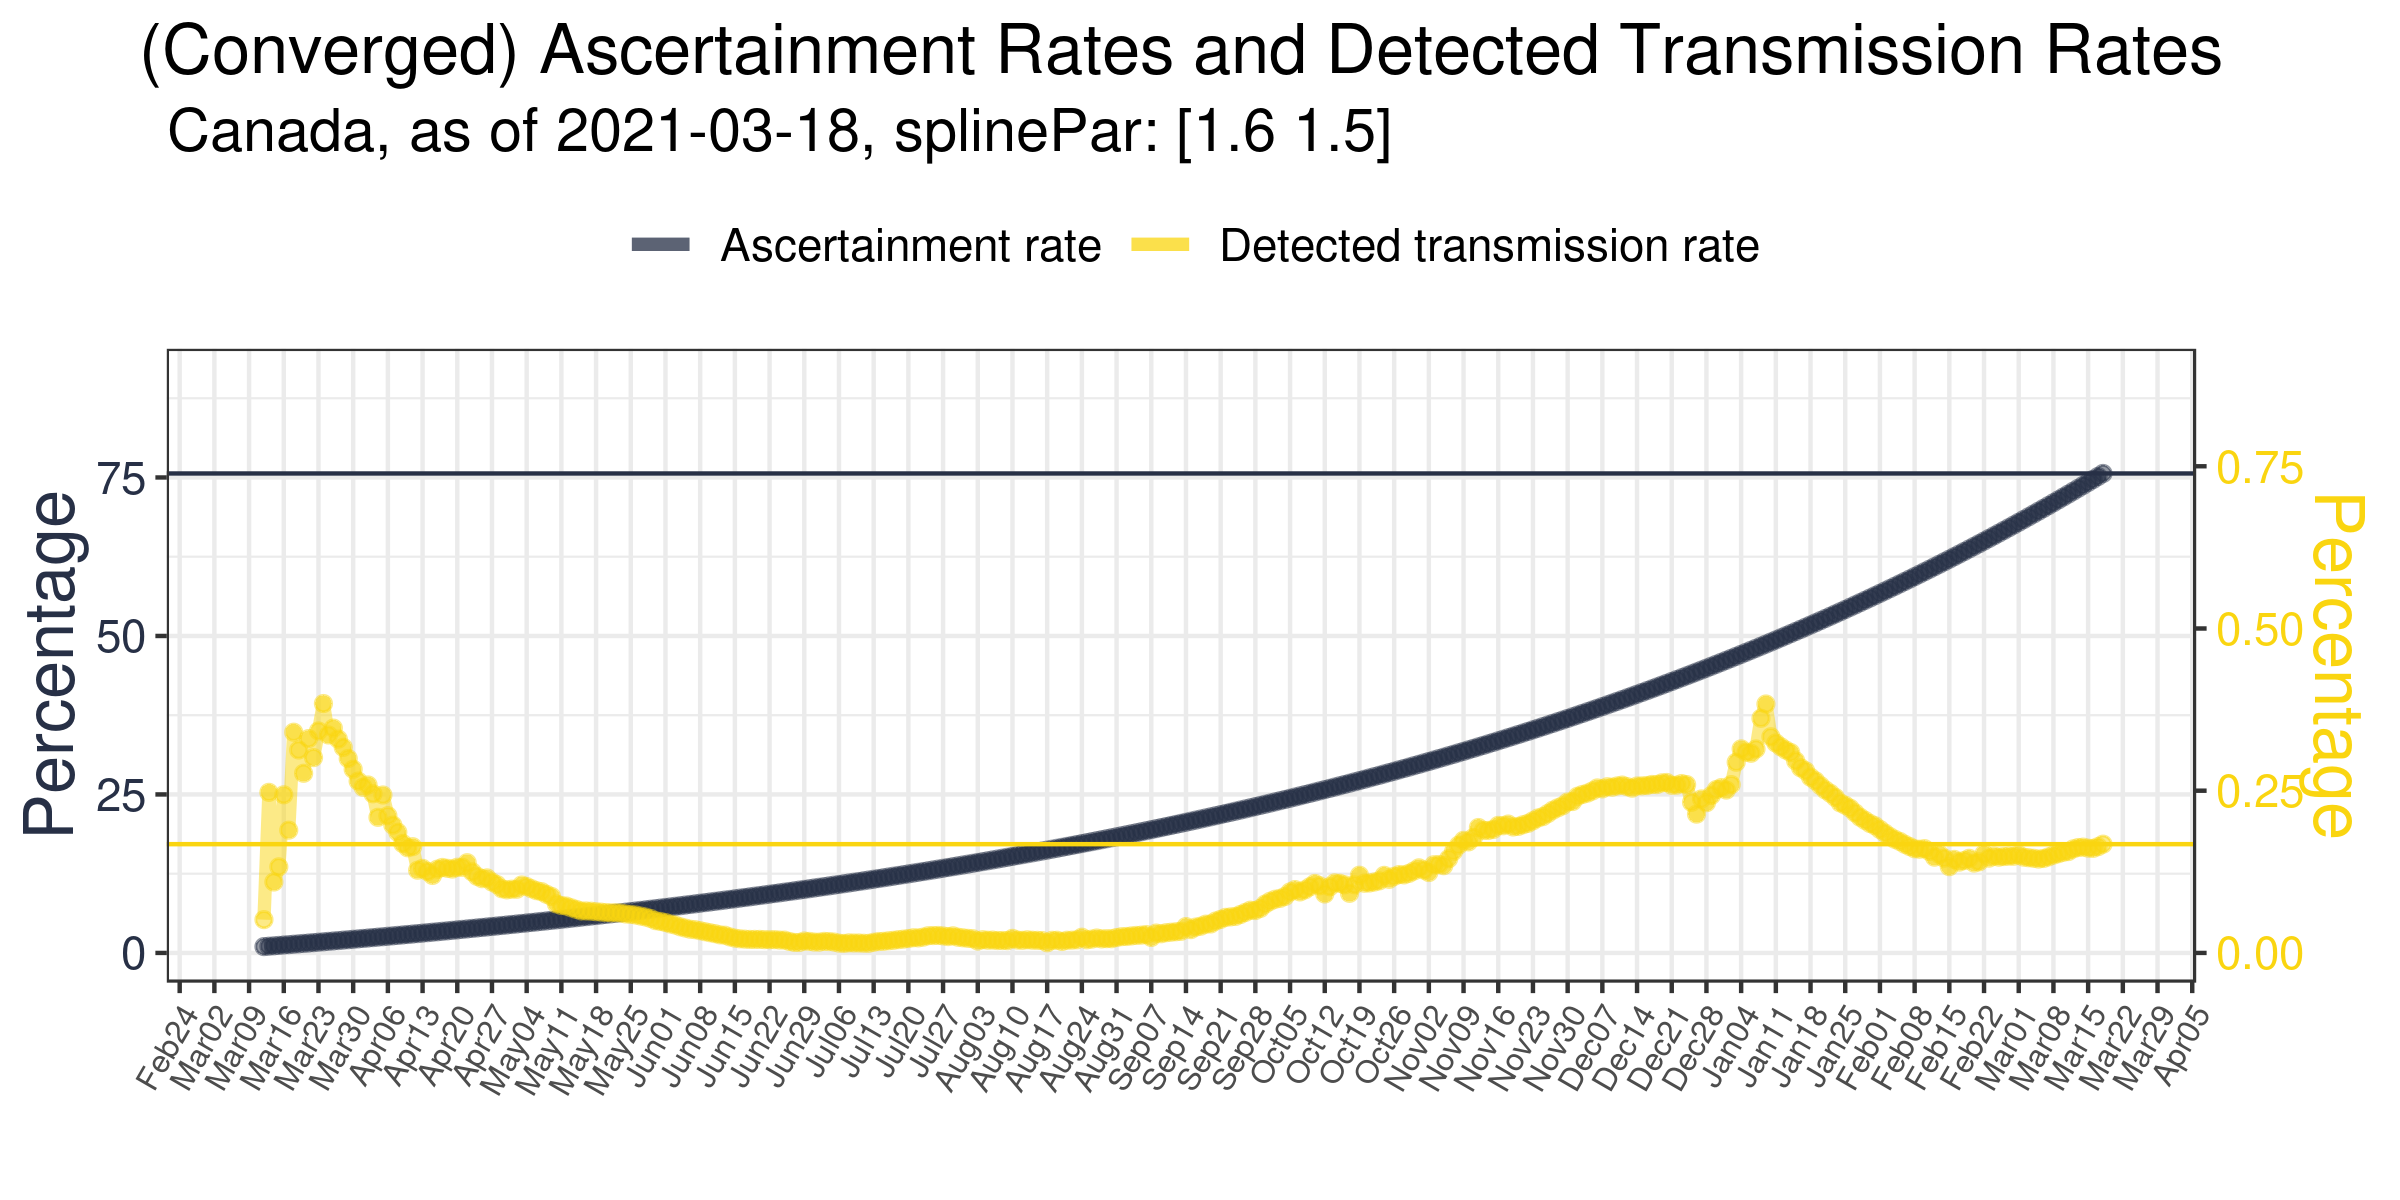 (Converged) Ascertainment Rates and Detected Transmission Rates
Canada, as of 2021-03-18, splinePar: [1.6 1.5]
Ascertainment rate
Detected transmission rate
Percentage
75
50
25
0
0.75
0.50
0.25
0.00
Percentage
Feb24
Mar02
Mar09
Mar16
Mar23
Mar30
Apr06
Apr13
Apr20
Apr27
May04
May11
May18
May25
Jun01
Jun08
Jun15
Jun22
Jun29
Jul06
Jul13
Jul20
Jul27
Aug03
Aug10
Aug17
Aug24
Aug31
Sep07
Sep14
Sep21
Sep28
Oct05
Oct12
Oct19
Oct26
Nov02
Nov09
Nov16
Nov23
Nov30
Dec07
Dec14
Dec21
Dec28
Jan04
Jan11
Jan18
Jan25
Feb01
Feb08
Feb15
Feb22
Mar01
Mar08
Mar15
Mar22
Mar29
Apr05